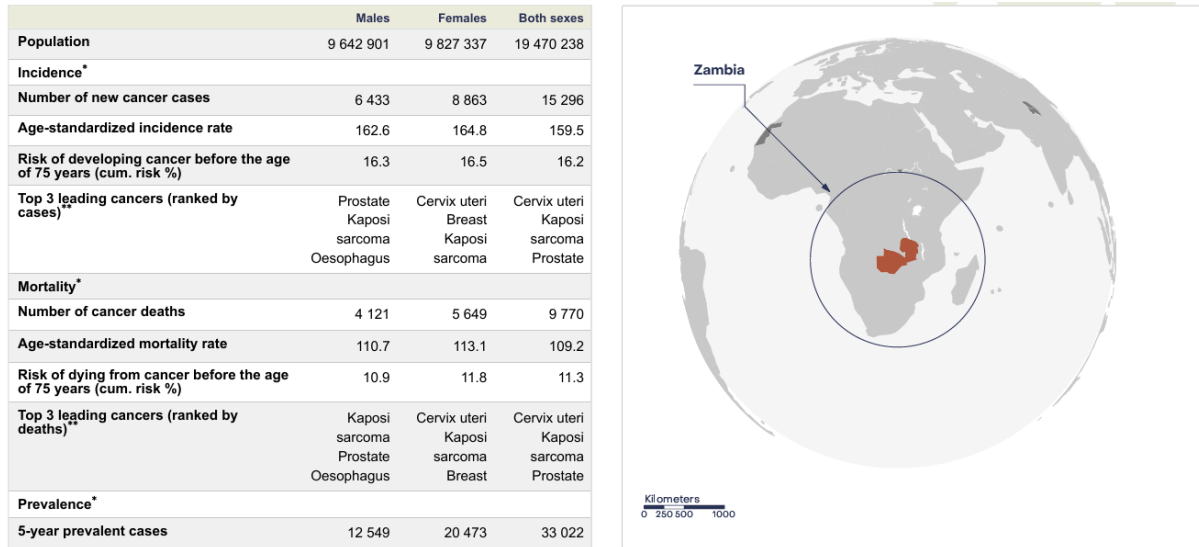 Males Females Both sexes
Population 9 642 901 9 827 337 19 470 238
Incidence*
Number of new cancer cases 6 433 8 863 15 296
Age-standardized incidence rate 162.6 164.8 159.5
Risk of developing cancer before the age
of 75 years (cum. risk %) 16.3 16.5 16.2
Top 3 leading cancers (ranked by
cases)** Prostate Cervix uteri Cervix uteri
Kaposi Breast Kaposi
sarcoma Kaposi sarcoma
Oesophagus sarcoma Prostate
Mortality*
Number of cancer deaths 4 121 5 649 9 770
Age-standardized mortality rate 110.7 113.1 109.2
Risk of dying from cancer before the age
of 75 years (cum. risk %) 10.9 11.8 11.3
Top 3 leading cancers (ranked by
deaths)** Kaposi Cervix uteri Cervix uteri
sarcoma Kaposi Kaposi
Prostate sarcoma sarcoma
Oesophagus Breast Prostate
Prevalence*
5-year prevalent cases 12 549 20 473 33 022
Zambia
Kilometers
0 250 500 1000